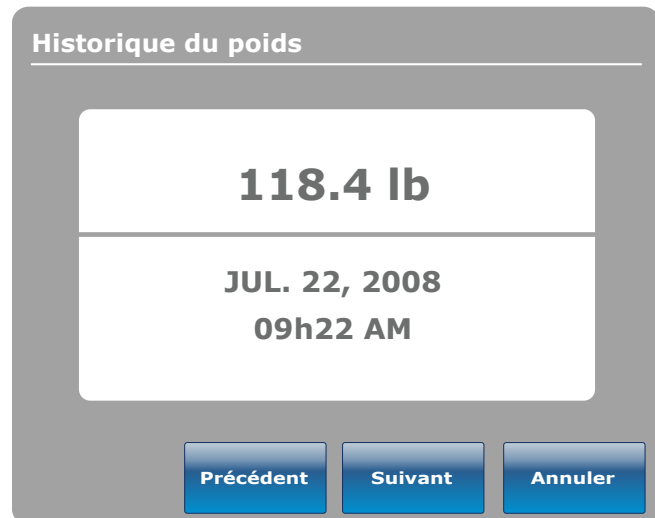 Historique du poids
118.4 lb
JUL. 22, 2008
09h22 AM
Précédent Suivant Annuler